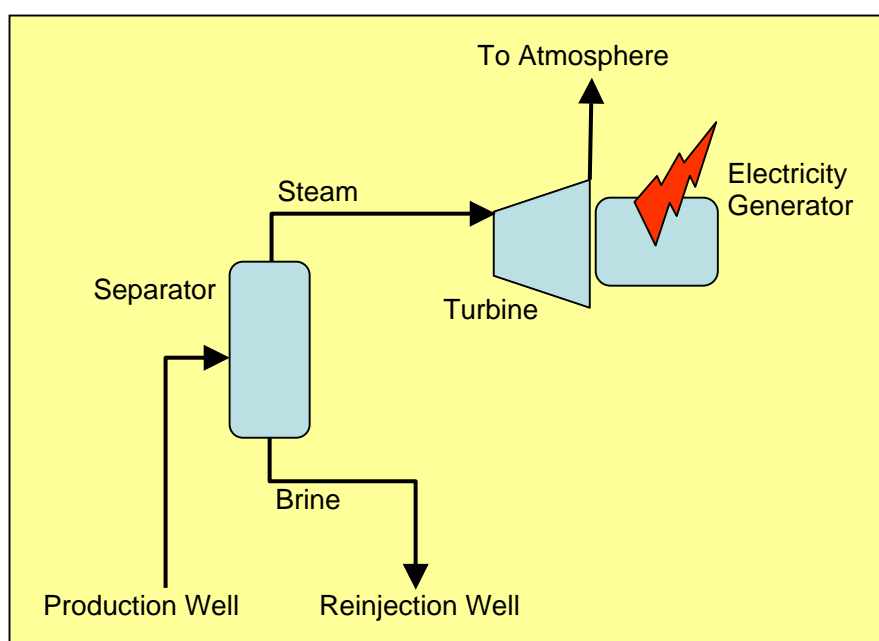 To Atmosphere
Electricity
Generator
Steam
Separator
Turbine
Brine
Production Well
Reinjection Well